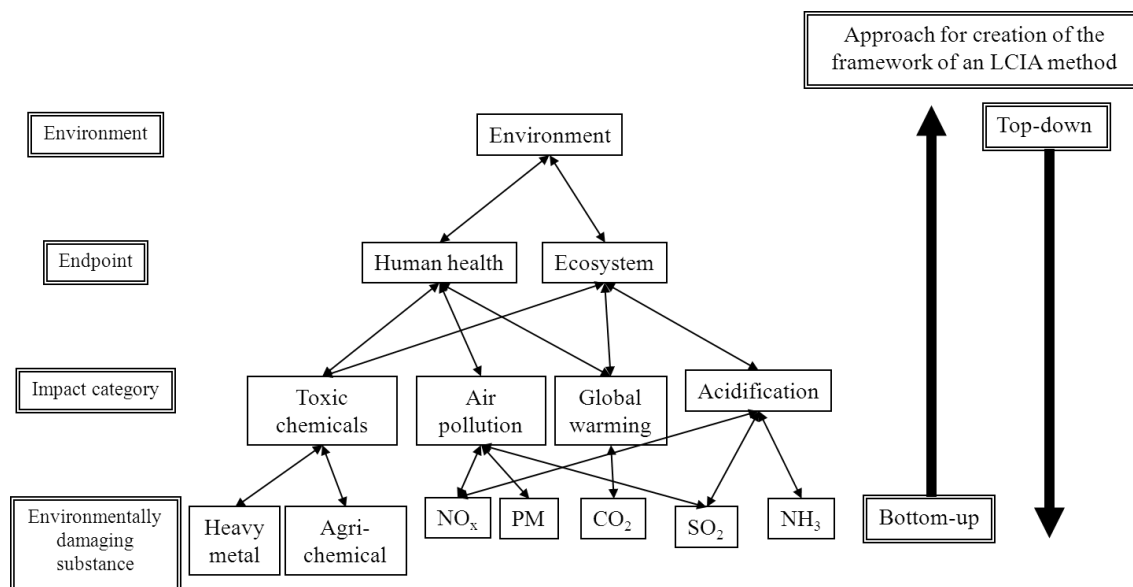 Approach for creation of the
framework of an LCIA method
Environment
Environment
Top-down
Endpoint
Human health
Ecosystem
Impact category
Toxic
chemicals
Air
pollution
Global
warming
Acidification
Environmentally
damaging
substance
Heavy
metal
Agri-
chemical
NOₓ
PM
CO₂
SO₂
NH₃
Bottom-up